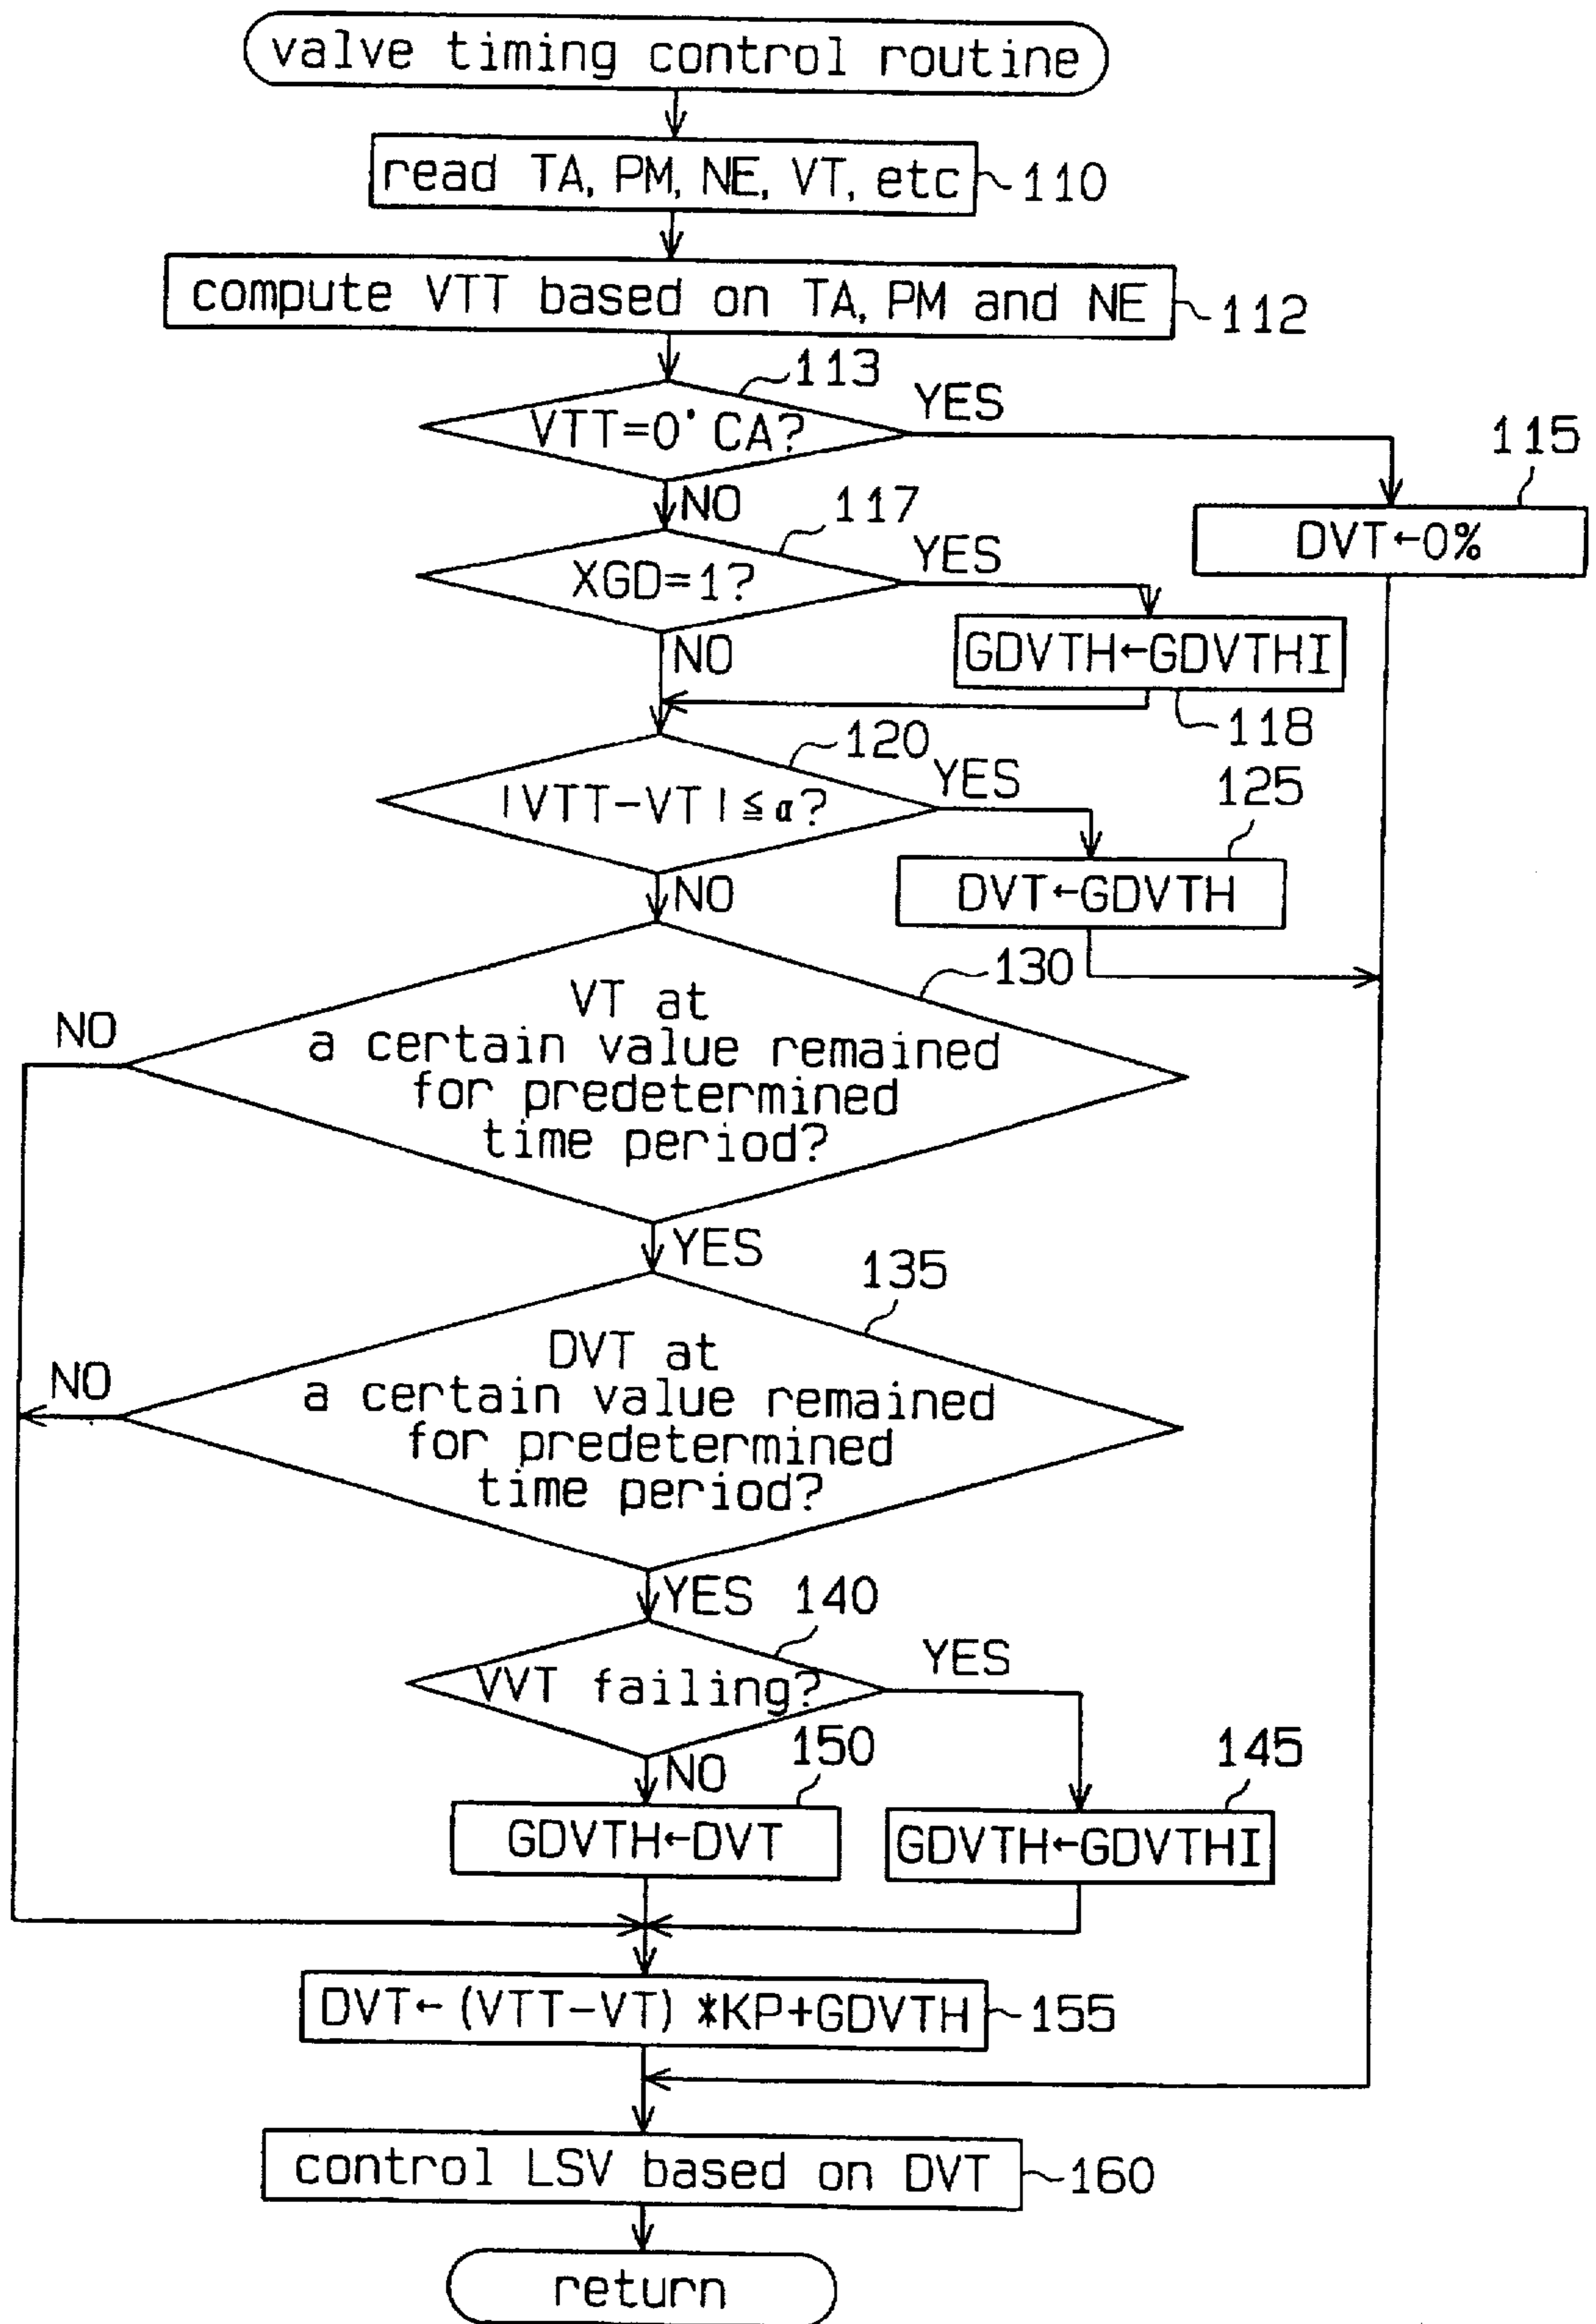 valve timing control routine
read TA, PM, NE, VT, etc
110
compute VTT based on TA, PM and NE
112
113
VTT=0° CA?
YES
115
DVT←0%
NO
117
XGD=1?
YES
GDVTH←GDVTHI
118
NO
120
|VTT-VT|≦α?
YES
125
DVT←GDVTH
NO
130
VT at
a certain value remained
for predetermined
time period?
NO
YES
135
DVT at
a certain value remained
for predetermined
time period?
NO
YES
140
VVT failing?
YES
145
GDVTH←GDVTHI
NO
150
GDVTH←DVT
DVT←(VTT-VT) *KP+GDVTH
155
control LSV based on DVT
160
return